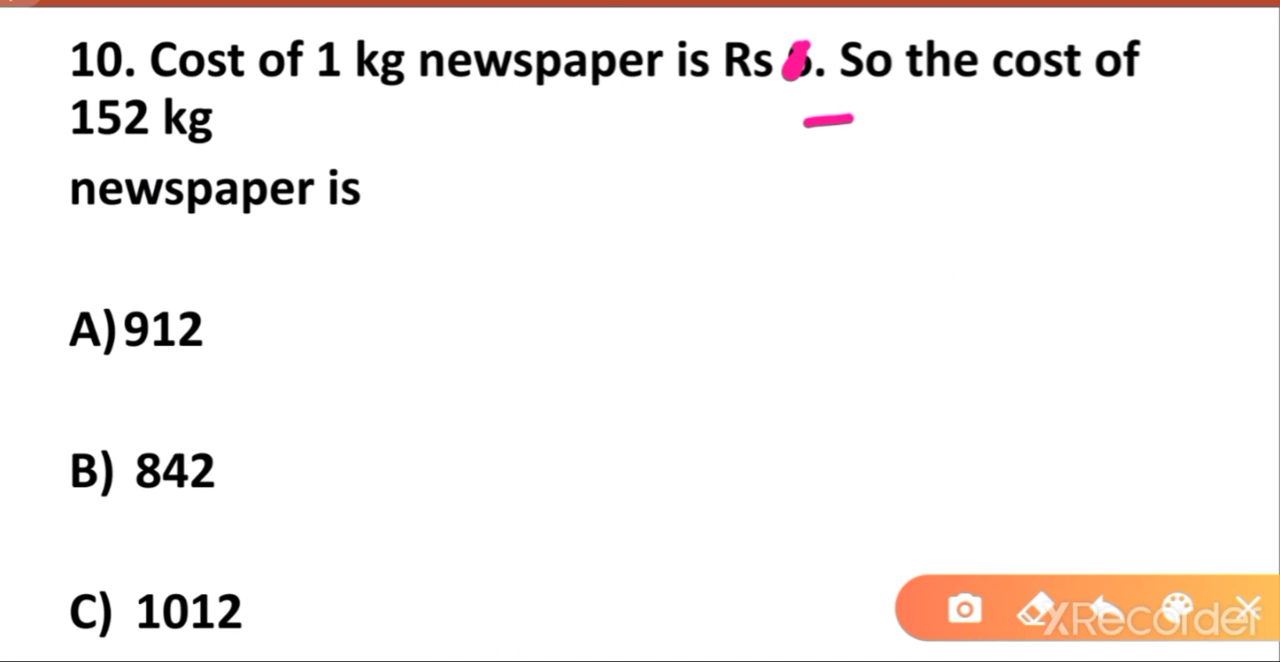 10. Cost of 1 kg newspaper is Rs . So the cost of
152 kg
newspaper is
A) 912
B) 842
C) 1012
XRecorder